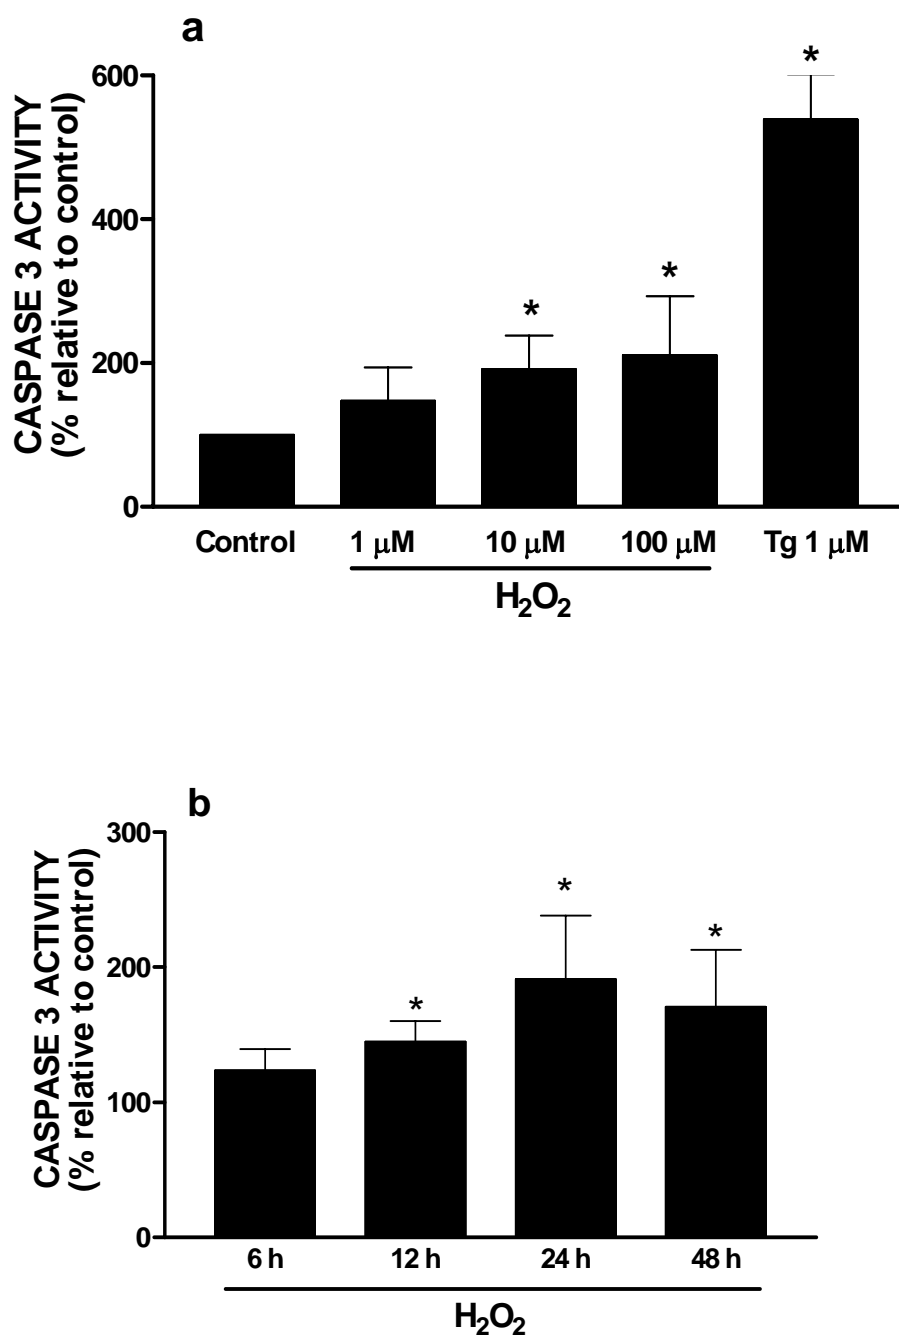 a
CASPASE 3 ACTIVITY
(% relative to control)
600
400
200
0
*
*
*
Control 1 μM 10 μM 100 μM Tg 1 μM
H₂O₂
b
CASPASE 3 ACTIVITY
(% relative to control)
300
200
100
0
*
*
*
6 h 12 h 24 h 48 h
H₂O₂